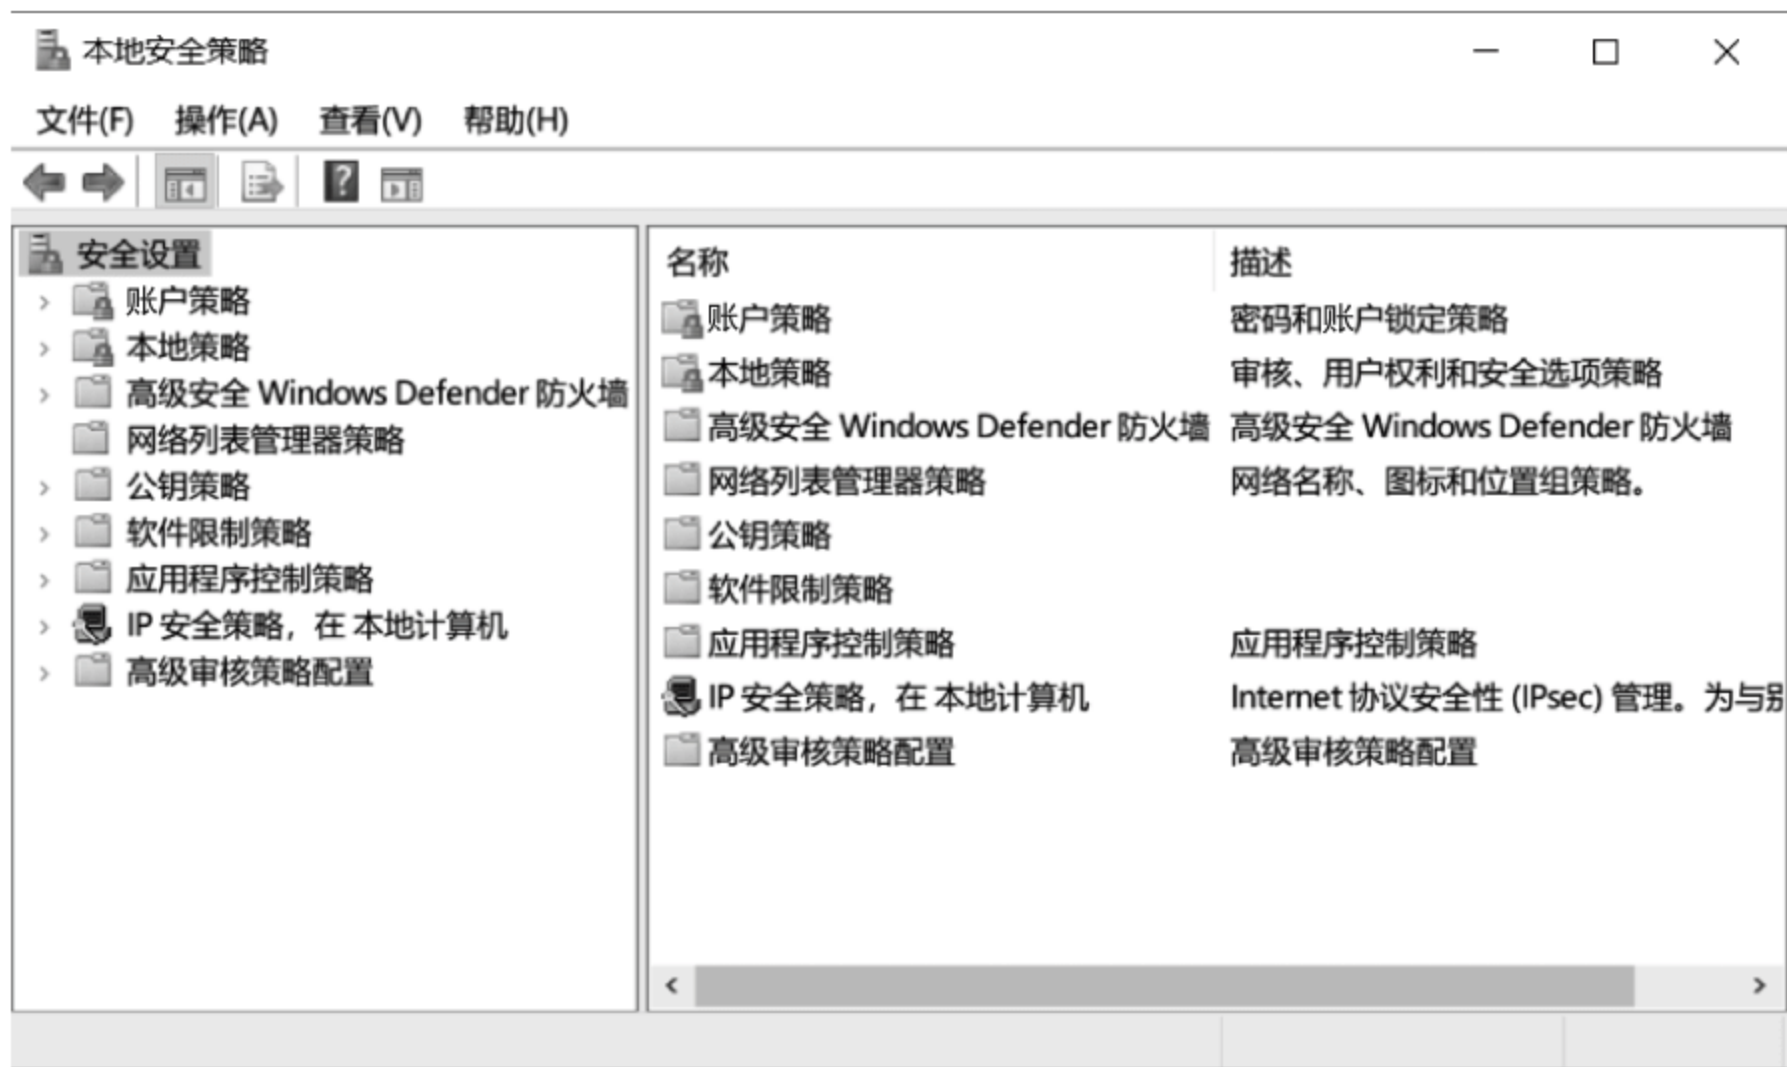 本地安全策略
文件(F) 操作(A) 查看(V) 帮助(H)
安全设置
账户策略
本地策略
高级安全 Windows Defender 防火墙
网络列表管理器策略
公钥策略
软件限制策略
应用程序控制策略
IP 安全策略，在 本地计算机
高级审核策略配置
名称 描述
账户策略 密码和账户锁定策略
本地策略 审核、用户权利和安全选项策略
高级安全 Windows Defender 防火墙 高级安全 Windows Defender 防火墙
网络列表管理器策略 网络名称、图标和位置组策略。
公钥策略
软件限制策略
应用程序控制策略 应用程序控制策略
IP 安全策略，在 本地计算机 Internet 协议安全性 (IPsec) 管理。为与别
高级审核策略配置 高级审核策略配置